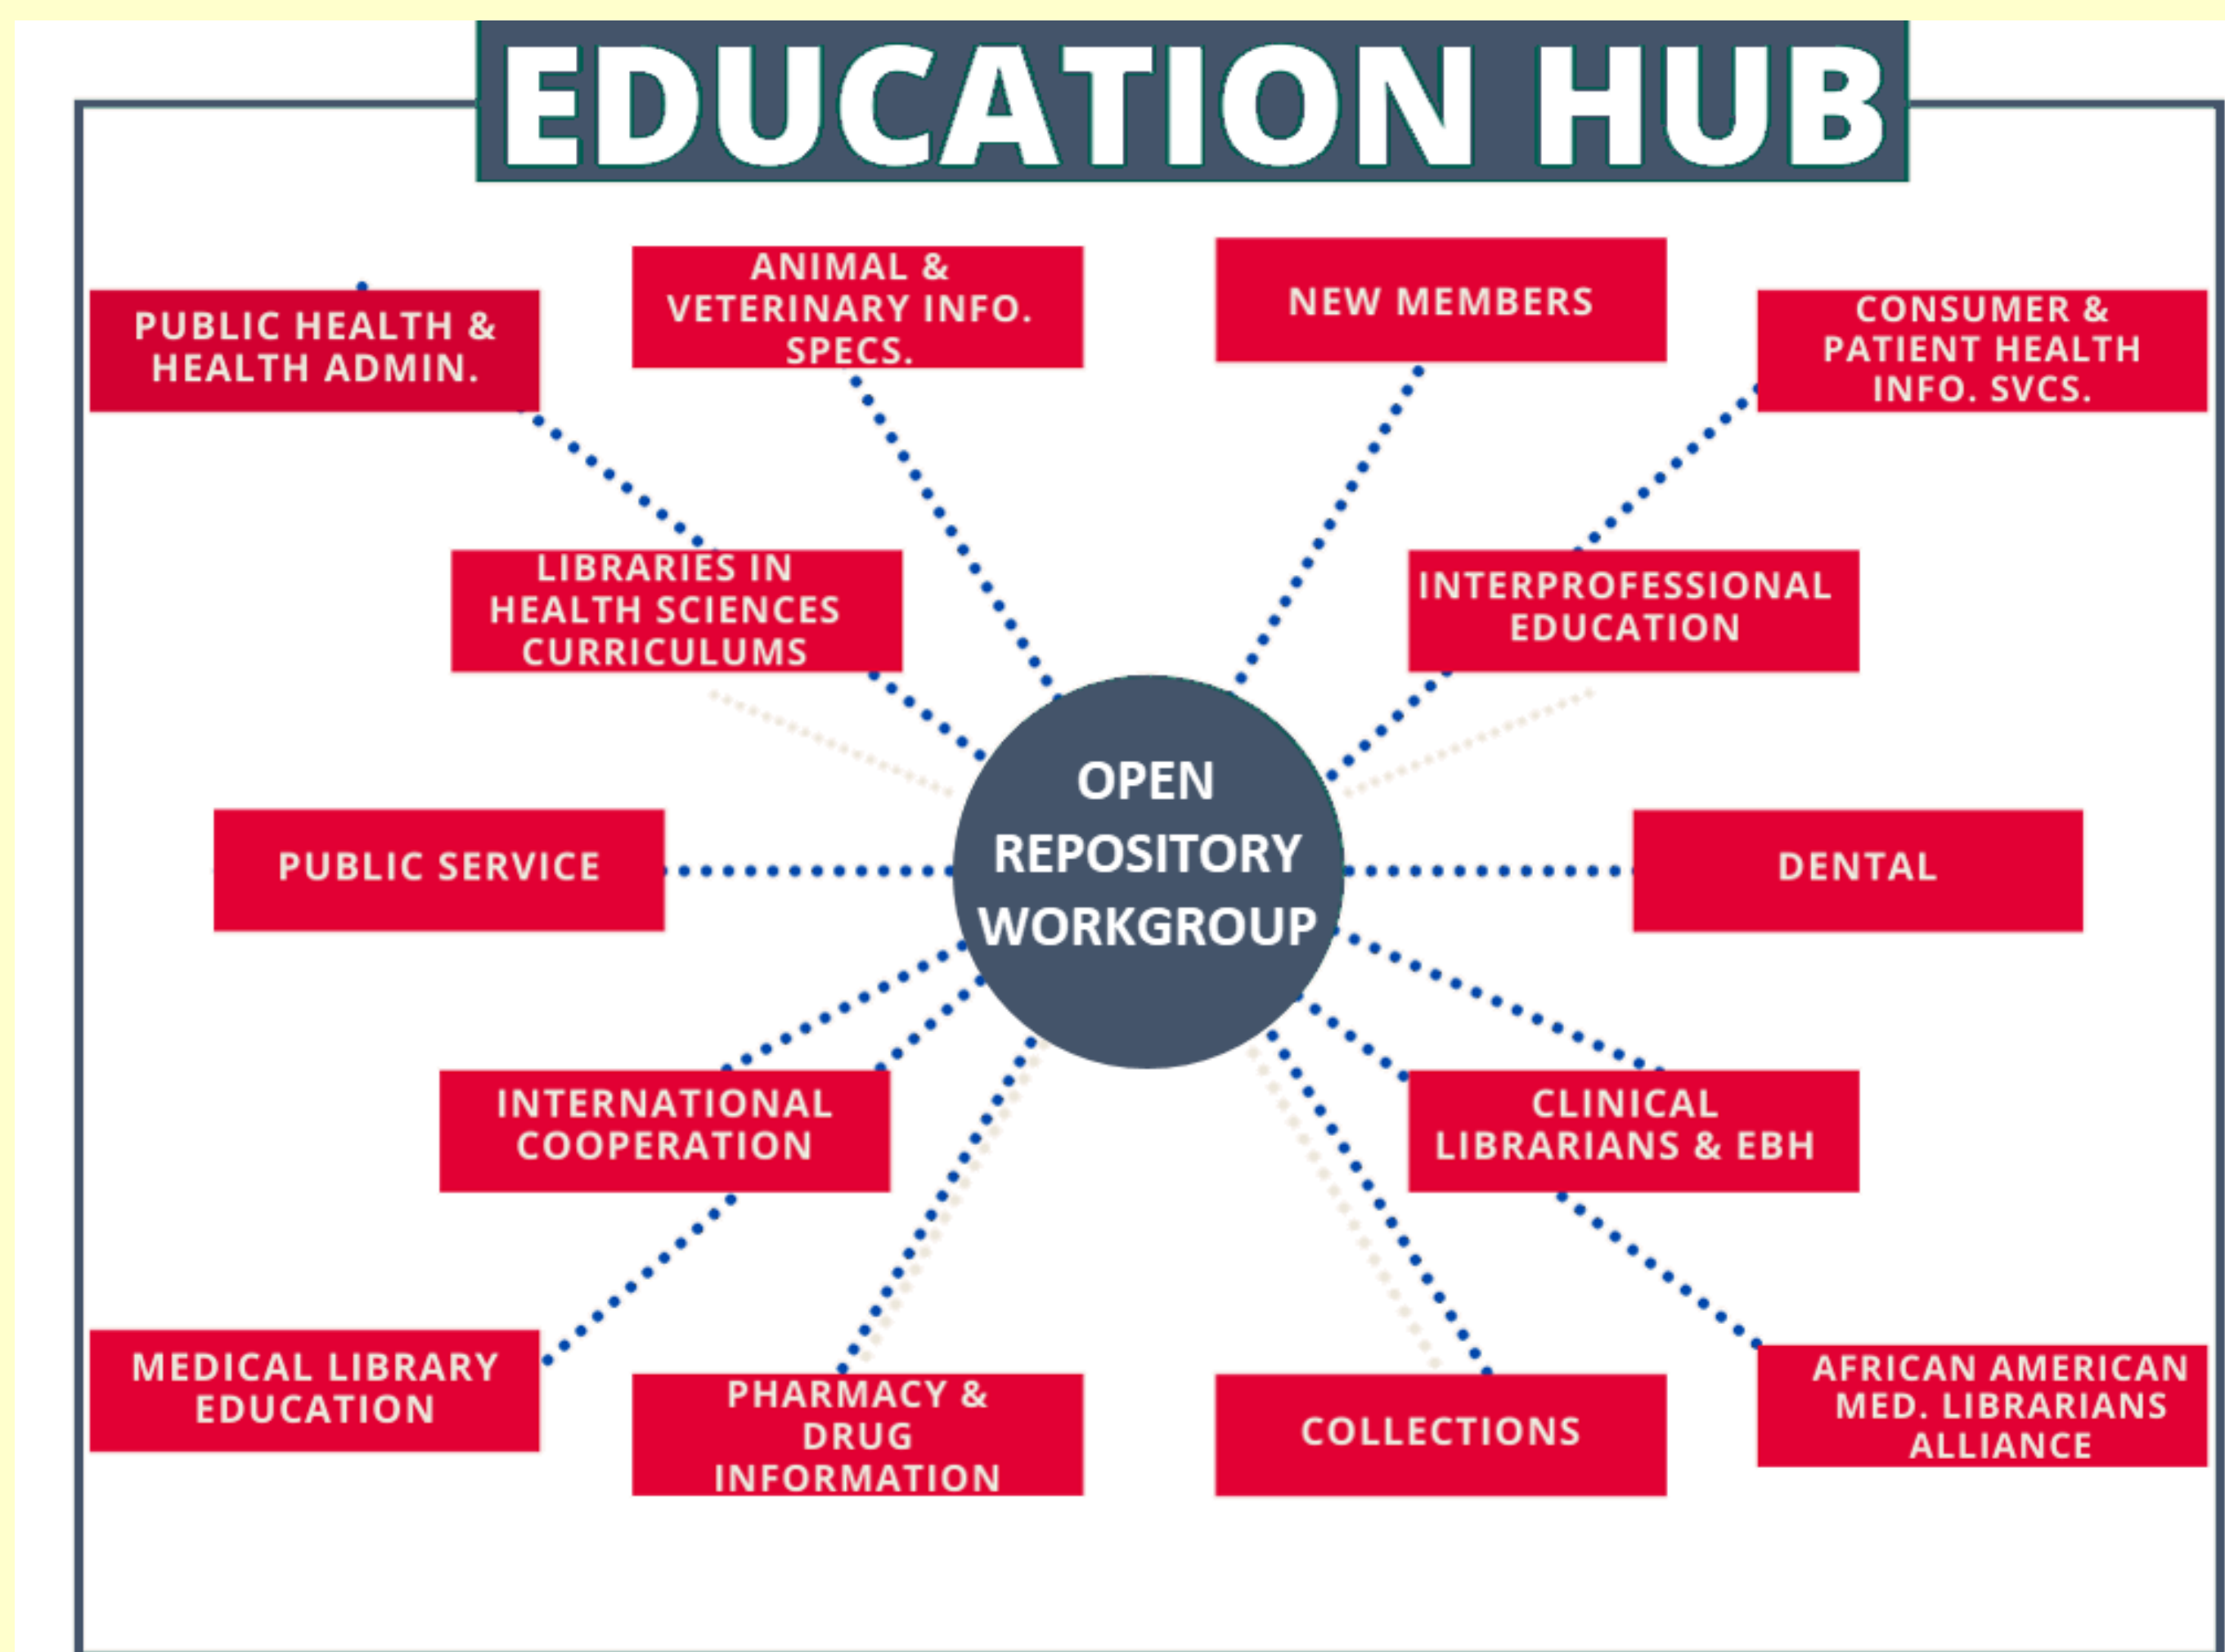 EDUCATION HUB
PUBLIC HEALTH &
HEALTH ADMIN.
ANIMAL &
VETERINARY INFO.
SPECS.
NEW MEMBERS
CONSUMER &
PATIENT HEALTH
INFO. SVCS.
LIBRARIES IN
HEALTH SCIENCES
CURRICULUMS
INTERPROFESSIONAL
EDUCATION
PUBLIC SERVICE
OPEN
REPOSITORY
WORKGROUP
DENTAL
INTERNATIONAL
COOPERATION
CLINICAL
LIBRARIANS & EBH
MEDICAL LIBRARY
EDUCATION
PHARMACY &
DRUG
INFORMATION
COLLECTIONS
AFRICAN AMERICAN
MED. LIBRARIANS
ALLIANCE